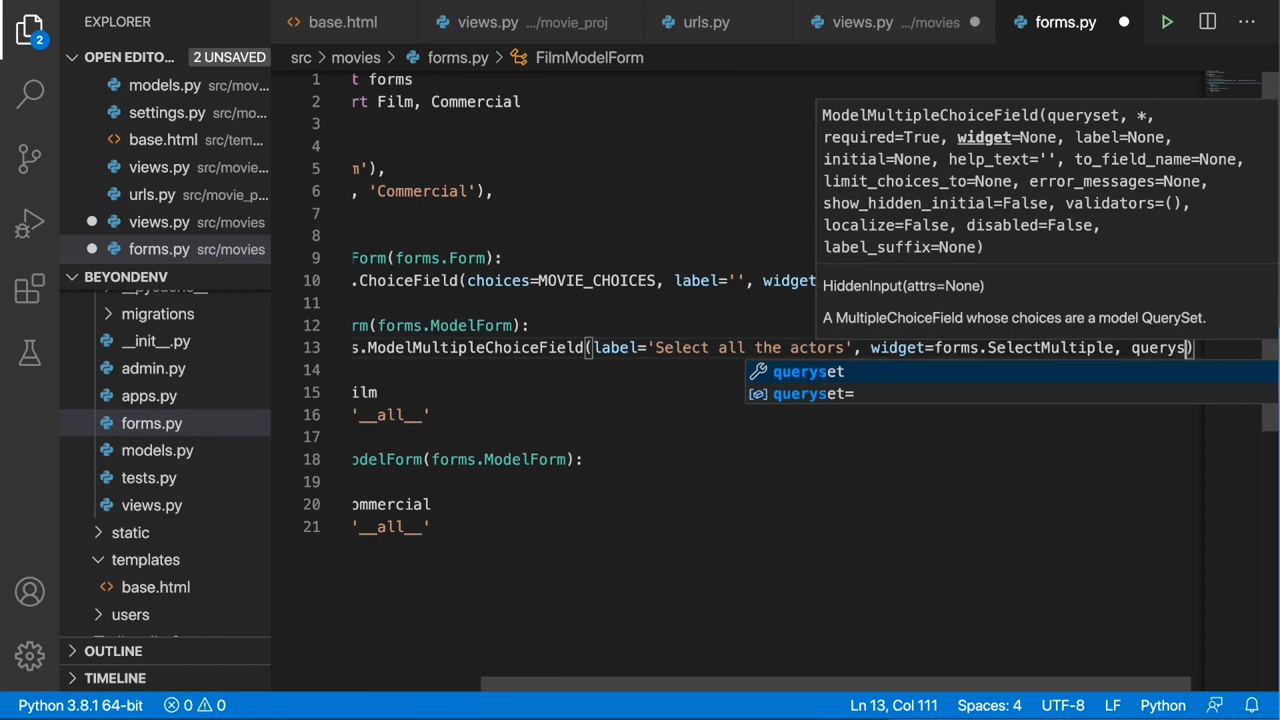 EXPLORER
base.html
views.py .../movie_proj
urls.py
views.py .../movies
forms.py
2
OPEN EDITO... 2 UNSAVED
src > movies > forms.py > FilmModelForm
models.py src/mov...
settings.py src/mo...
base.html src/tem...
views.py src/movie...
urls.py src/movie_p...
views.py src/movies
forms.py src/movies
BEYONDENV
migrations
__init__.py
admin.py
apps.py
forms.py
models.py
tests.py
views.py
static
templates
base.html
users
OUTLINE
TIMELINE
1 t forms
2 rt Film, Commercial
3
4
5 m'),
6 , 'Commercial'),
7
8
9 Form(forms.Form):
10 .ChoiceField(choices=MOVIE_CHOICES, label='', widget
11
12 rm(forms.ModelForm):
13 s.ModelMultipleChoiceField(label='Select all the actors', widget=forms.SelectMultiple, querys)
14
15 ilm
16 '__all__'
17
18 odelForm(forms.ModelForm):
19
20 ommercial
21 '__all__'
ModelMultipleChoiceField(queryset, *,
required=True, widget=None, label=None,
initial=None, help_text='', to_field_name=None,
limit_choices_to=None, error_messages=None,
show_hidden_initial=False, validators=(),
localize=False, disabled=False,
label_suffix=None)
HiddenInput(attrs=None)
A MultipleChoiceField whose choices are a model QuerySet.
queryset
queryset=
Python 3.8.1 64-bit 0 0 Ln 13, Col 111 Spaces: 4 UTF-8 LF Python